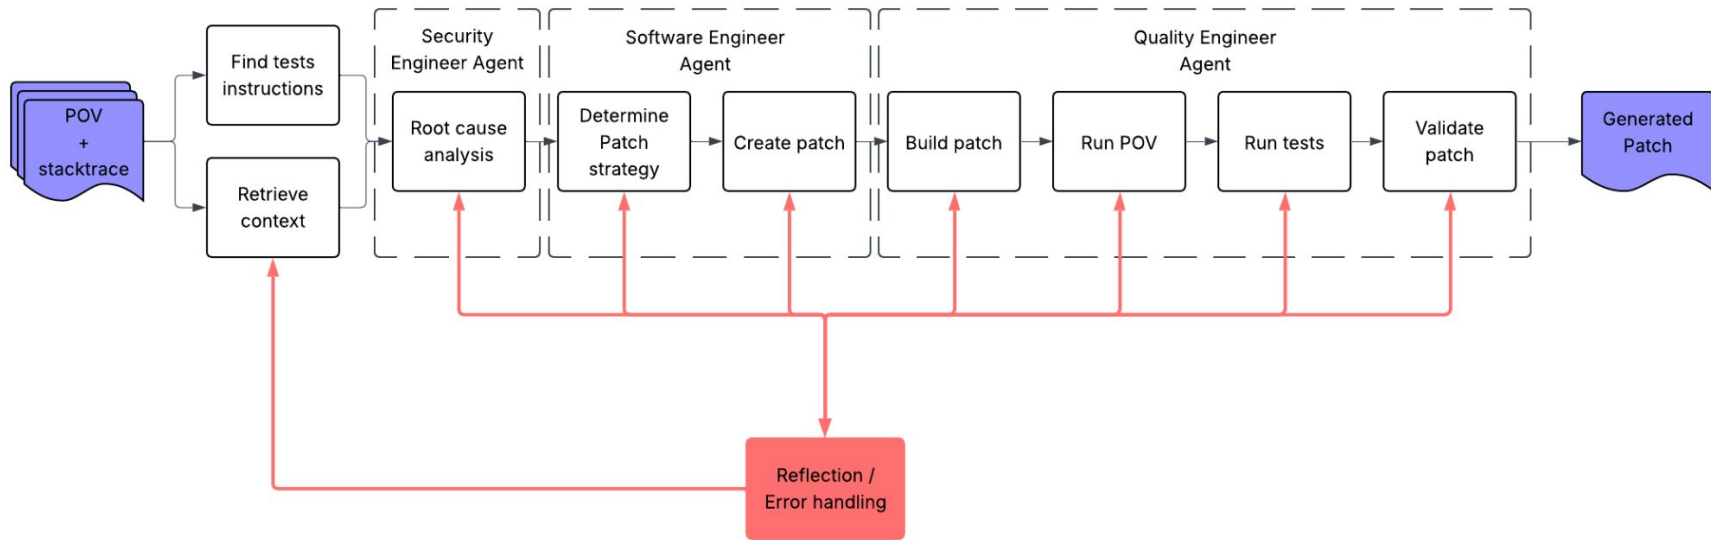 POV
+
stacktrace
Find tests
instructions
Retrieve
context
Security
Engineer Agent
Root cause
analysis
Software Engineer
Agent
Determine
Patch
strategy
Create patch
Quality Engineer
Agent
Build patch
Run POV
Run tests
Validate
patch
Generated
Patch
Reflection /
Error handling